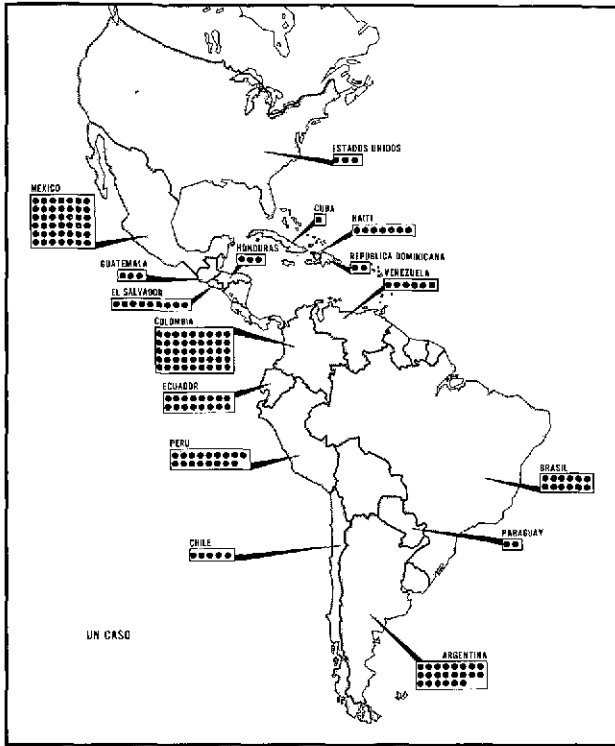 ESTADOS UNIDOS
MEXICO
CUBA
HAITI
HONDURAS
REPUBLICA DOMINICANA
GUATEMALA
VENEZUELA
EL SALVADOR
COLOMBIA
ECUADOR
PERU
BRASIL
PARAGUAY
CHILE
UN CASO
ARGENTINA